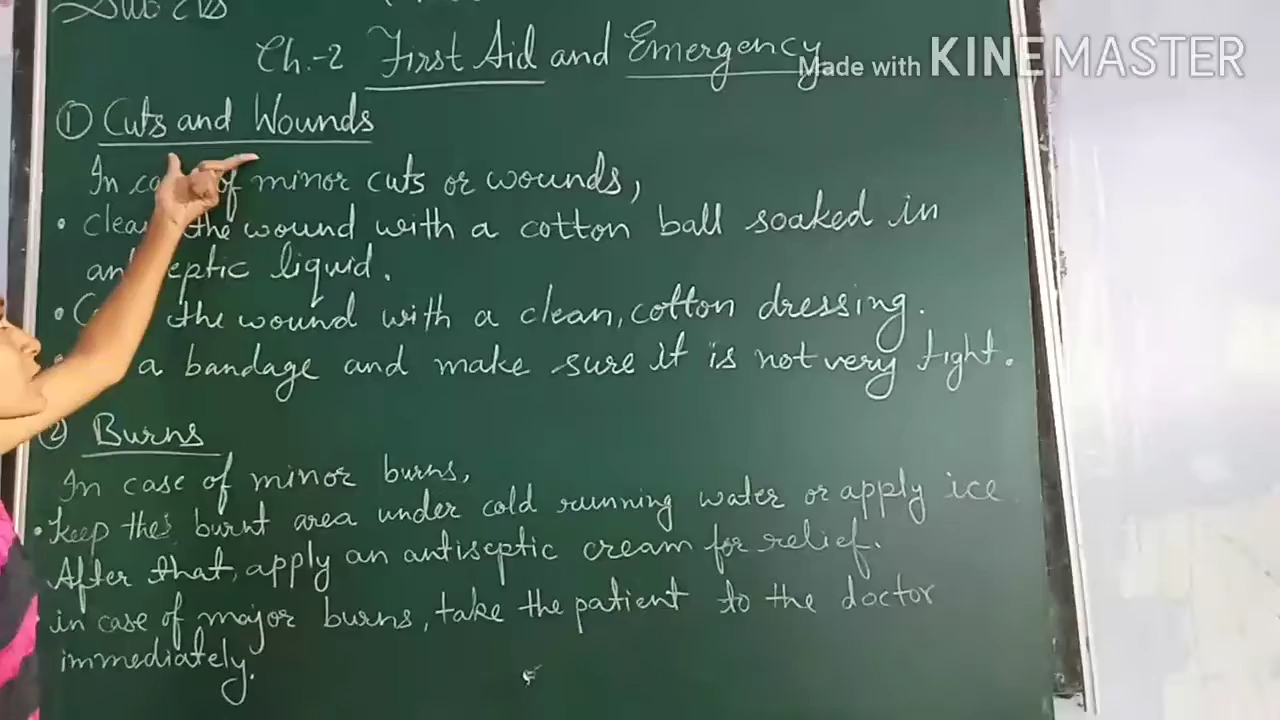 Sub
Ch.-2 First Aid and Emergency
Made with KINEMASTER
① Cuts and Wounds
In of minor cuts or wounds,
• the wound with a cotton ball soaked in
liquid.
• the wound with a clean, cotton dressing.
a bandage and make sure it is not very tight.
② Burns
In case of minor burns,
• Keep the burnt area under cold running water or apply ice
After that, apply an antiseptic cream for relief.
in case of major burns, take the patient to the doctor
immediately.